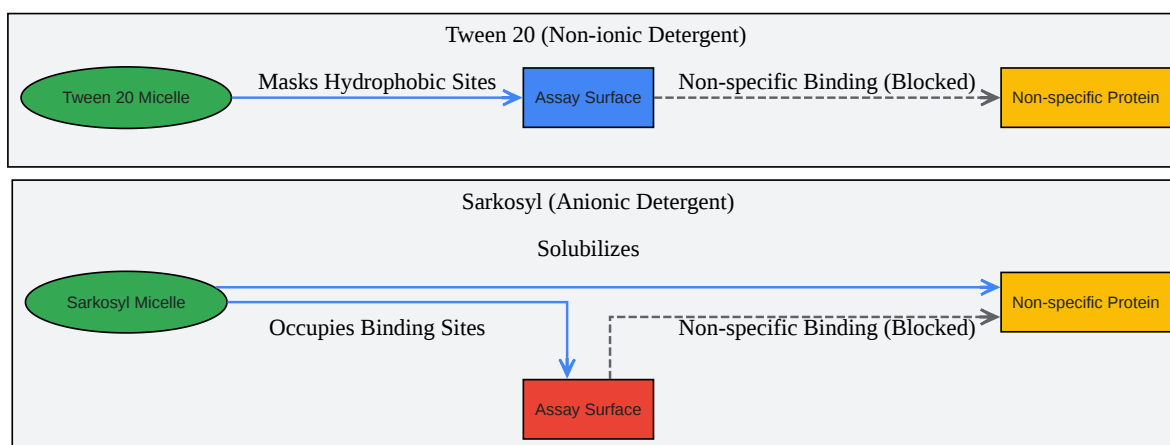 Tween 20 (Non-ionic Detergent)
Tween 20 Micelle
Masks Hydrophobic Sites
Assay Surface
Non-specific Binding (Blocked)
Non-specific Protein
Sarkosyl (Anionic Detergent)
Solubilizes
Sarkosyl Micelle
Non-specific Protein
Occupies Binding Sites
Non-specific Binding (Blocked)
Assay Surface